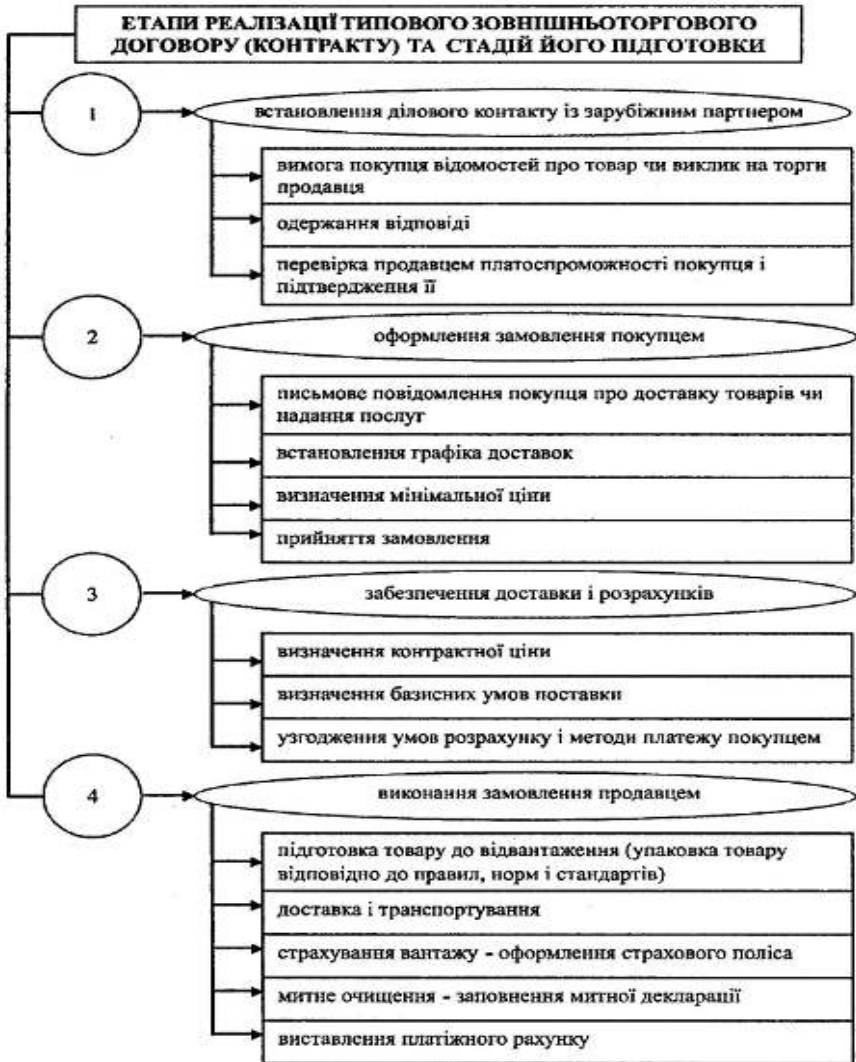 ЕТАПИ РЕАЛІЗАЦІЇ ТИПОВОГО ЗОВНІШНЬОТОРГОВОГО
ДОГОВОРУ (КОНТРАКТУ) ТА СТАДІЙ ЙОГО ПІДГОТОВКИ
1
встановлення ділового контакту із зарубіжним партнером
вимога покупця відомостей про товар чи виклик на торги
продавця
одержання відповіді
перевірка продавцем платоспроможності покупця і
підтвердження її
2
оформлення замовлення покупцем
письмове повідомлення покупця про доставку товарів чи
надання послуг
встановлення графіка доставок
визначення мінімальної ціни
прийняття замовлення
3
забезпечення доставки і розрахунків
визначення контрактної ціни
визначення базисних умов поставки
узгодження умов розрахунку і методи платежу покупцем
4
виконання замовлення продавцем
підготовка товару до відвантаження (упаковка товару
відповідно до правил, норм і стандартів)
доставка і транспортування
страхування вантажу - оформлення страхового поліса
митне очищення - заповнення митної декларації
виставлення платіжного рахунку